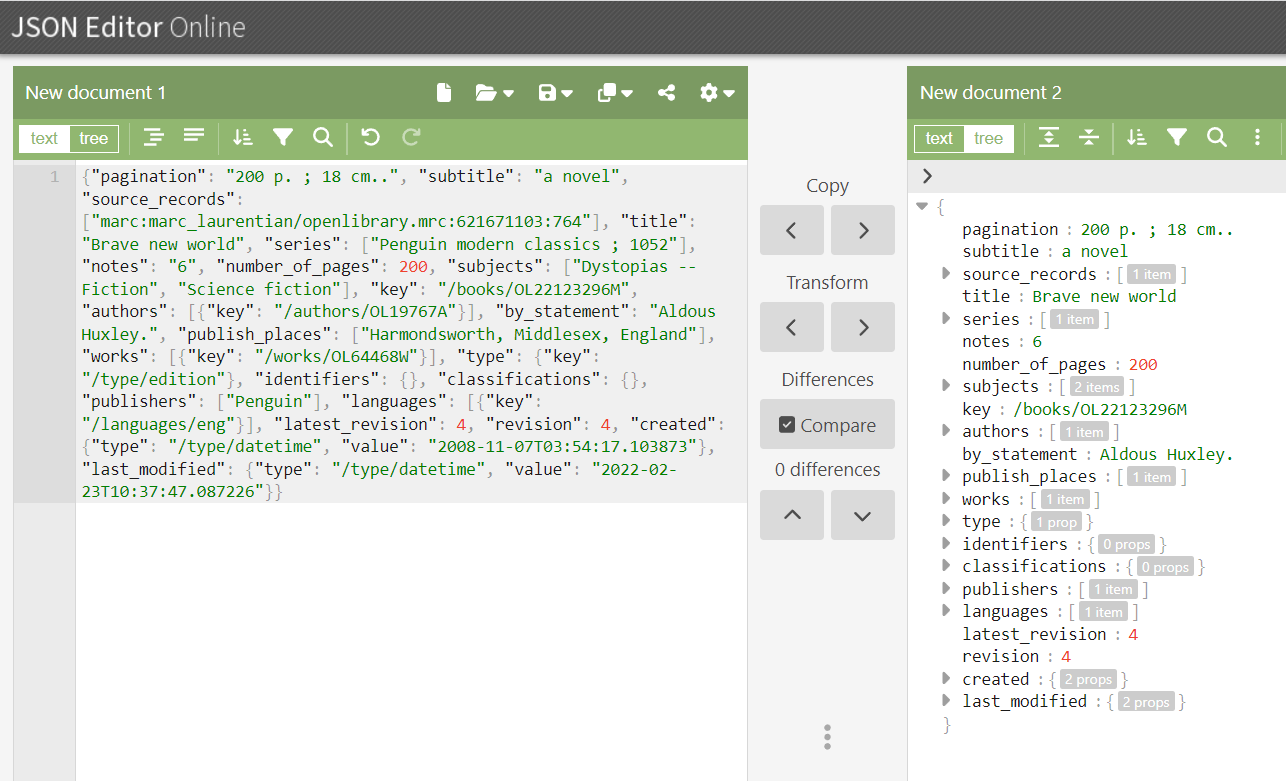 JSON Editor Online
New document 1
text tree
1 {"pagination": "200 p. ; 18 cm..", "subtitle": "a novel",
"source_records":
["marc:marc_laurentian/openlibrary.mrc:621671103:764"], "title":
"Brave new world", "series": ["Penguin modern classics ; 1052"],
"notes": "6", "number_of_pages": 200, "subjects": ["Dystopias --
Fiction", "Science fiction"], "key": "/books/OL22123296M",
"authors": [{"key": "/authors/OL19767A"}], "by_statement": "Aldous
Huxley.", "publish_places": ["Harmondsworth, Middlesex, England"],
"works": [{"key": "/works/OL64468W"}], "type": {"key":
"/type/edition"}, "identifiers": {}, "classifications": {},
"publishers": ["Penguin"], "languages": [{"key":
"/languages/eng"}], "latest_revision": 4, "revision": 4, "created":
{"type": "/type/datetime", "value": "2008-11-07T03:54:17.103873"},
"last_modified": {"type": "/type/datetime", "value": "2022-02-
23T10:37:47.087226"}}
Copy
Transform
Differences
Compare
0 differences
New document 2
text tree
{
pagination : 200 p. ; 18 cm..
subtitle : a novel
source_records : [ 1 item ]
title : Brave new world
series : [ 1 item ]
notes : 6
number_of_pages : 200
subjects : [ 2 items ]
key : /books/OL22123296M
authors : [ 1 item ]
by_statement : Aldous Huxley.
publish_places : [ 1 item ]
works : [ 1 item ]
type : { 1 prop }
identifiers : { 0 props }
classifications : { 0 props }
publishers : [ 1 item ]
languages : [ 1 item ]
latest_revision : 4
revision : 4
created : { 2 props }
last_modified : { 2 props }
}